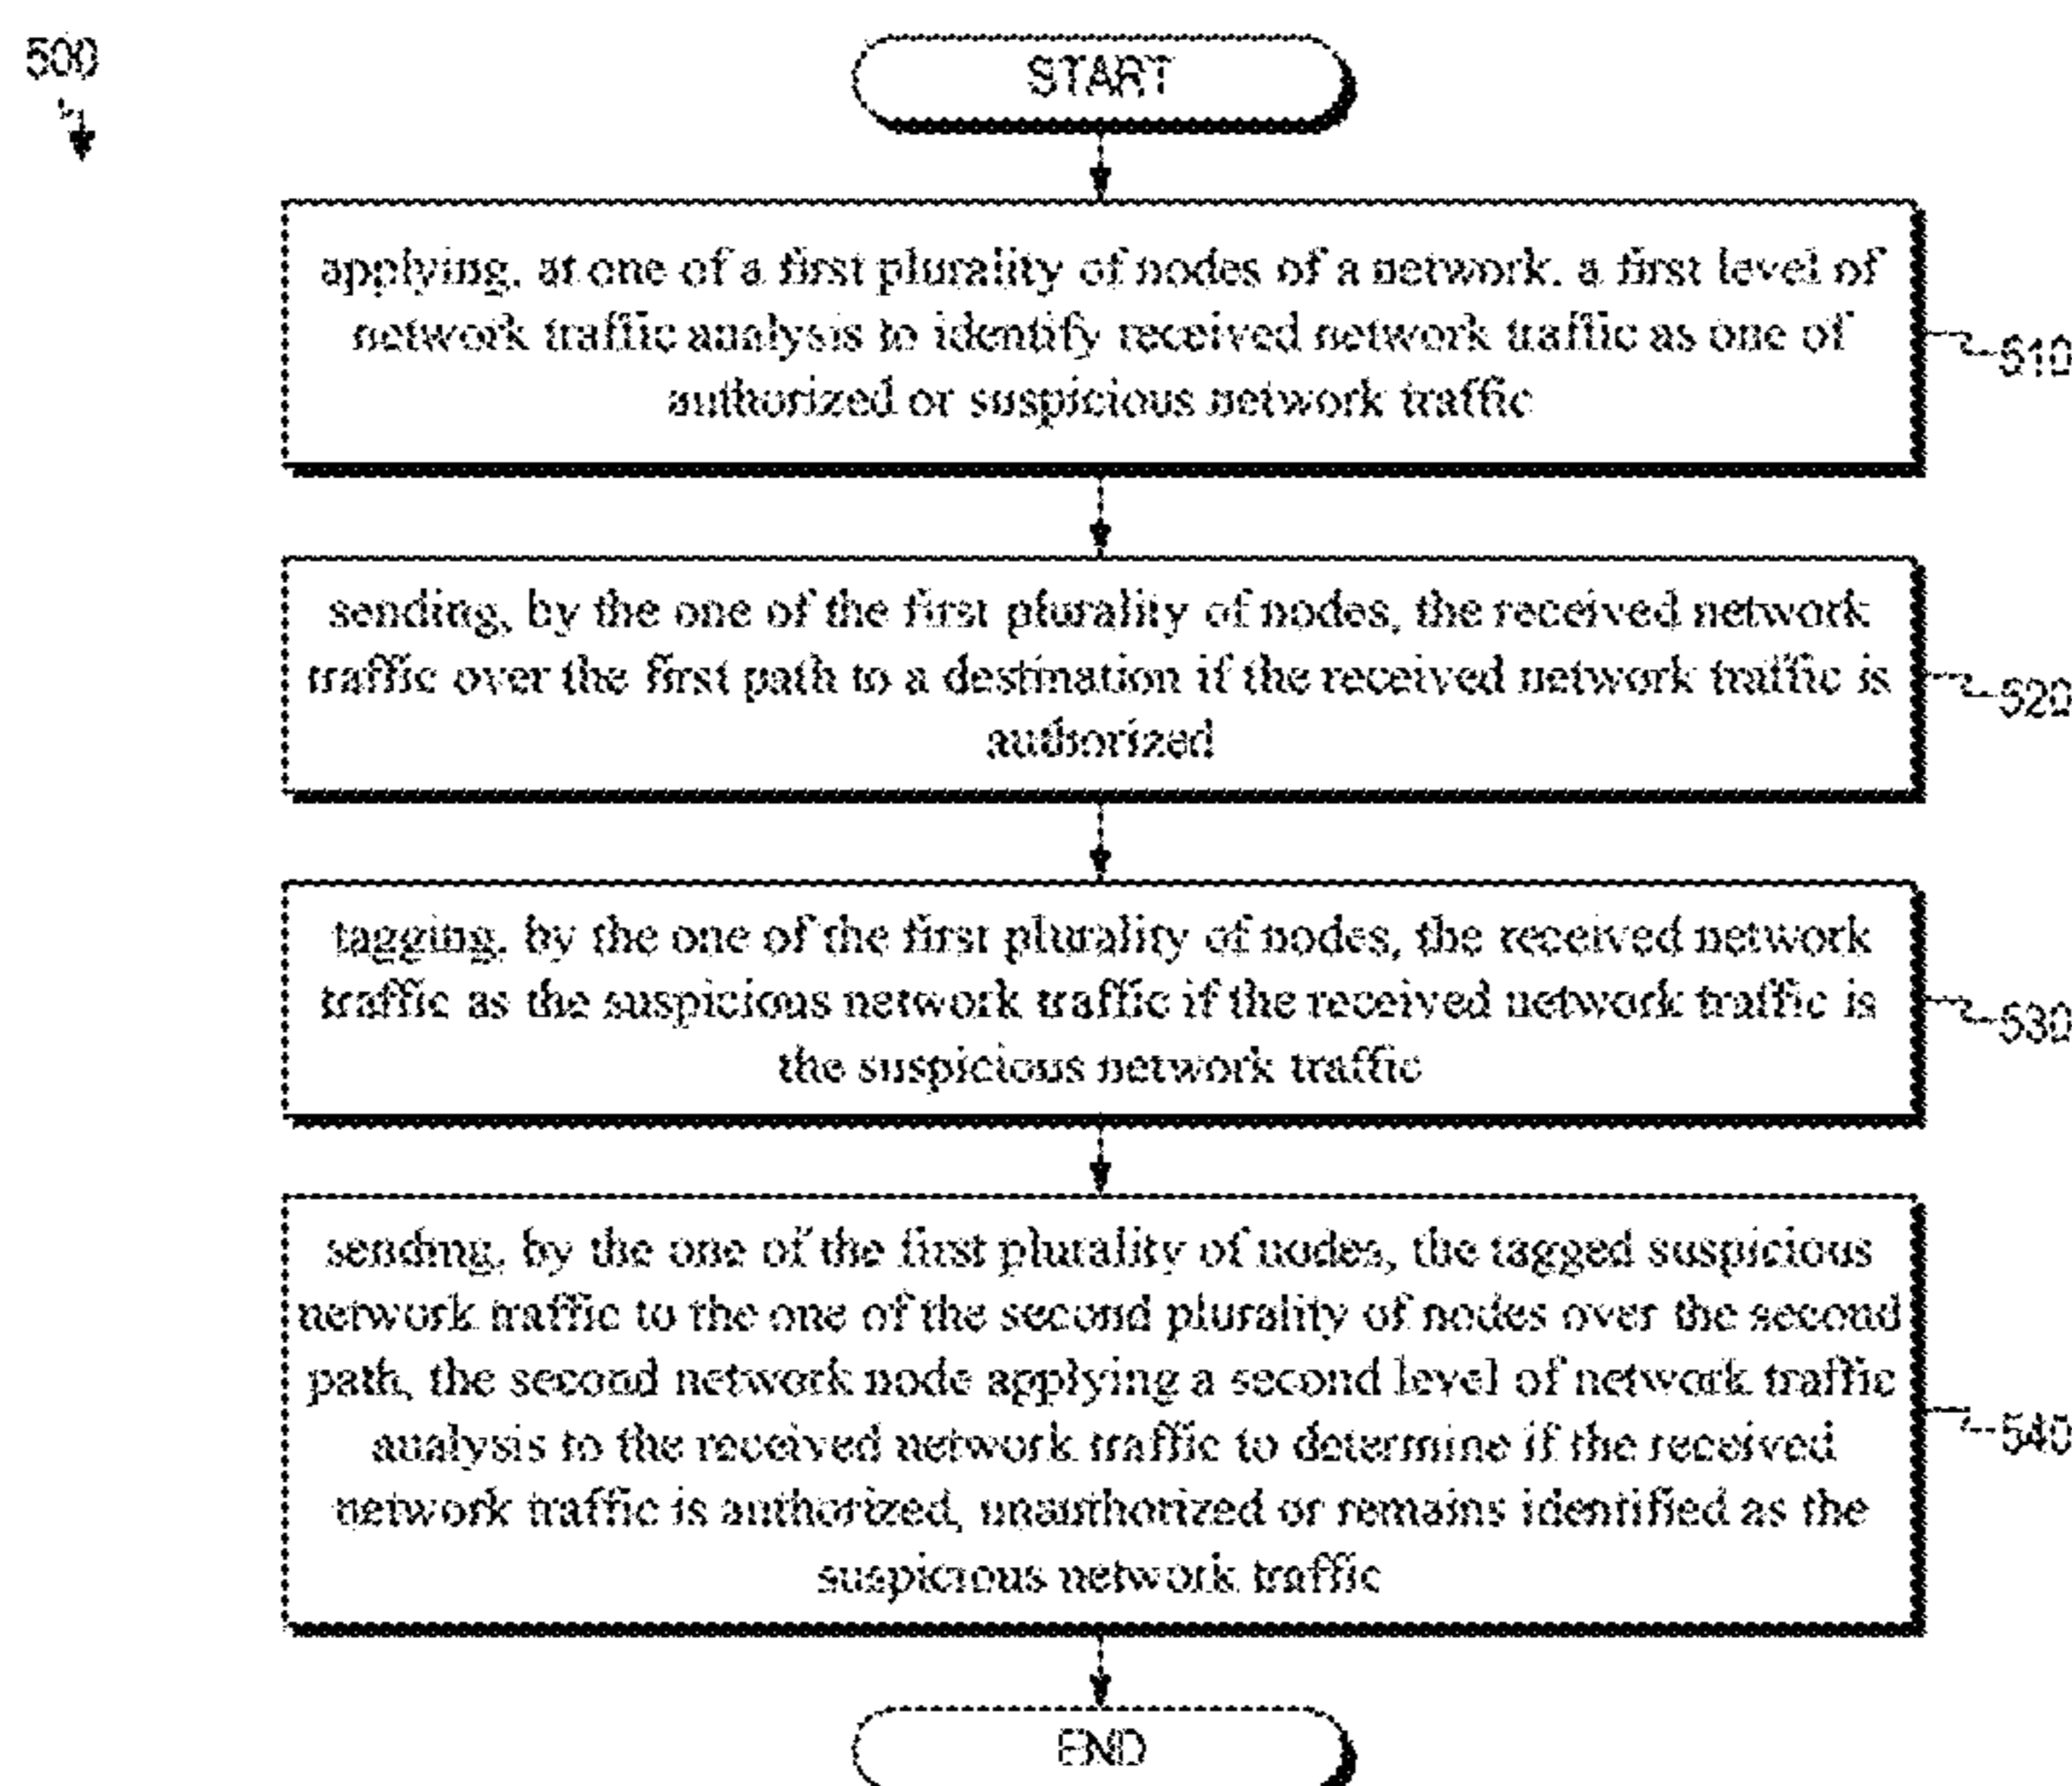 500
START
applying, at one of a first plurality of nodes of a network, a first level of
network traffic analysis to identify received network traffic as one of
authorized or suspicious network traffic
510
sending, by the one of the first plurality of nodes, the received network
traffic over the first path to a destination if the received network traffic is
authorized
520
tagging, by the one of the first plurality of nodes, the received network
traffic as the suspicious network traffic if the received network traffic is
the suspicious network traffic
530
sending, by the one of the first plurality of nodes, the tagged suspicious
network traffic to the one of the second plurality of nodes over the second
path, the second network node applying a second level of network traffic
analysis to the received network traffic to determine if the received
network traffic is authorized, unauthorized or remains identified as the
suspicious network traffic
540
END